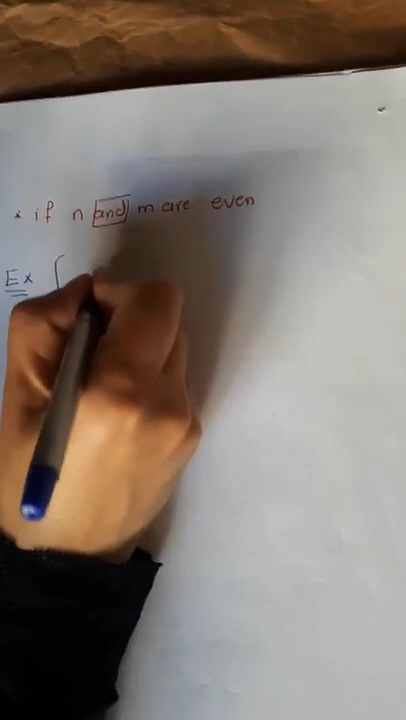 * if n and m are even
Ex ∫